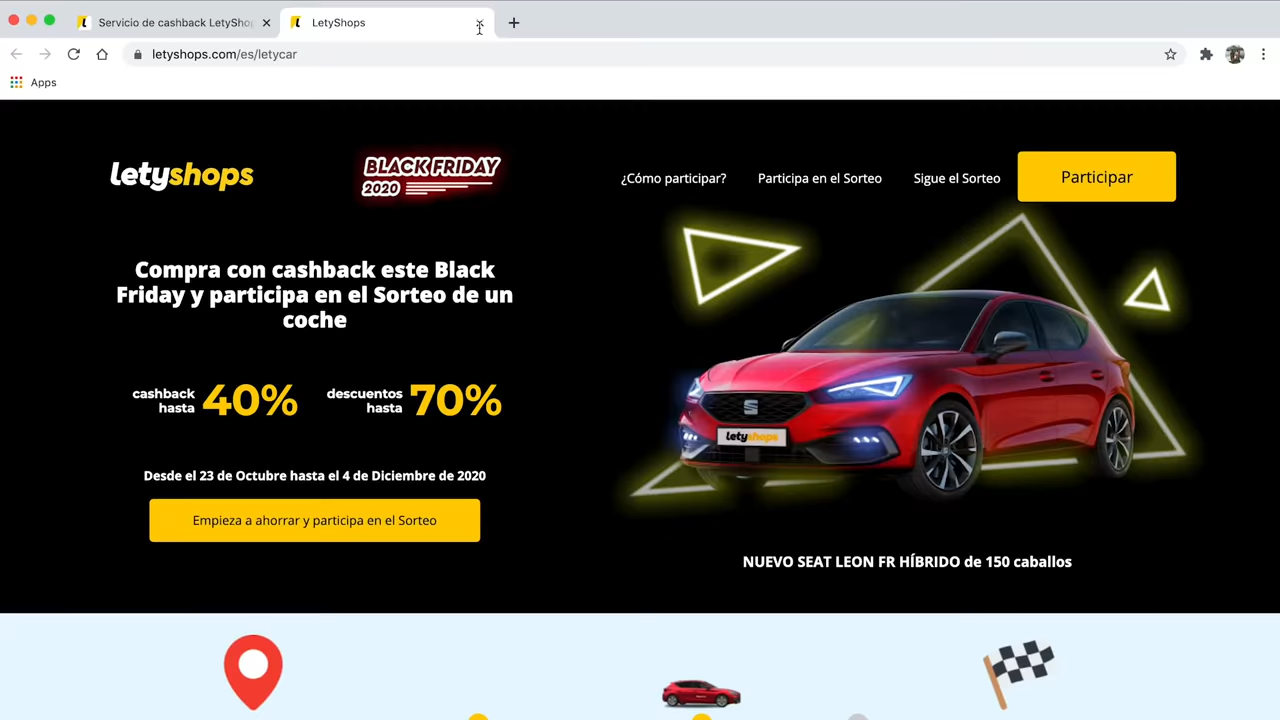 Servicio de cashback LetyShop
LetyShops
letyshops.com/es/letycar
Apps
letyshops
BLACK FRIDAY
2020
¿Cómo participar?
Participa en el Sorteo
Sigue el Sorteo
Participar
Compra con cashback este Black
Friday y participa en el Sorteo de un
coche
cashback
hasta
40%
descuentos
hasta
70%
Desde el 23 de Octubre hasta el 4 de Diciembre de 2020
Empieza a ahorrar y participa en el Sorteo
letyshops
NUEVO SEAT LEON FR HÍBRIDO de 150 caballos